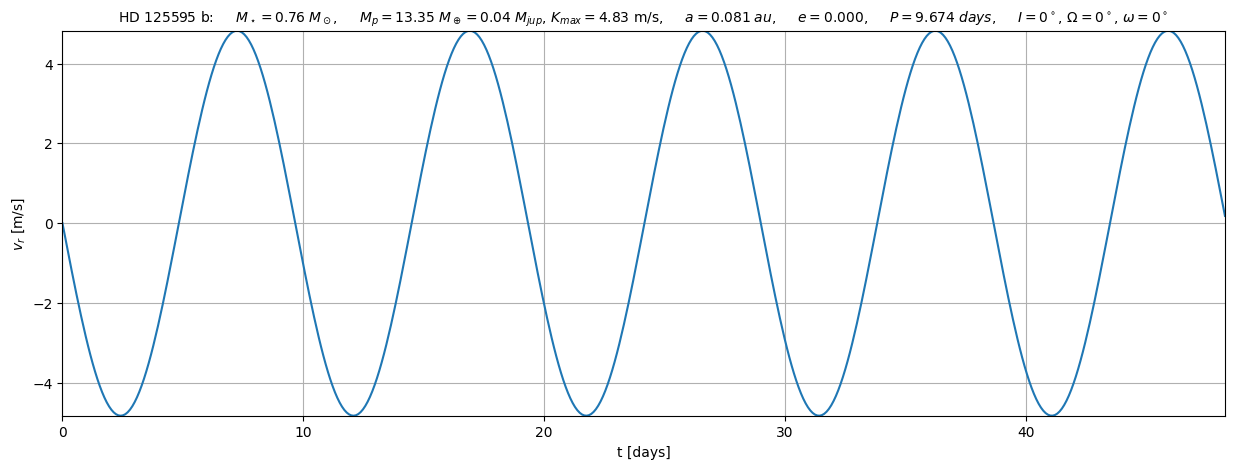 HD 125595 b: M⋆ = 0.76 M⊙, Mp = 13.35 M⊕ = 0.04 Mjup, Kmax = 4.83 m/s, a = 0.081 au, e = 0.000, P = 9.674 days, I = 0°, Ω = 0°, ω = 0°
4
2
0
−2
−4
vr [m/s]
0 10 20 30 40
t [days]